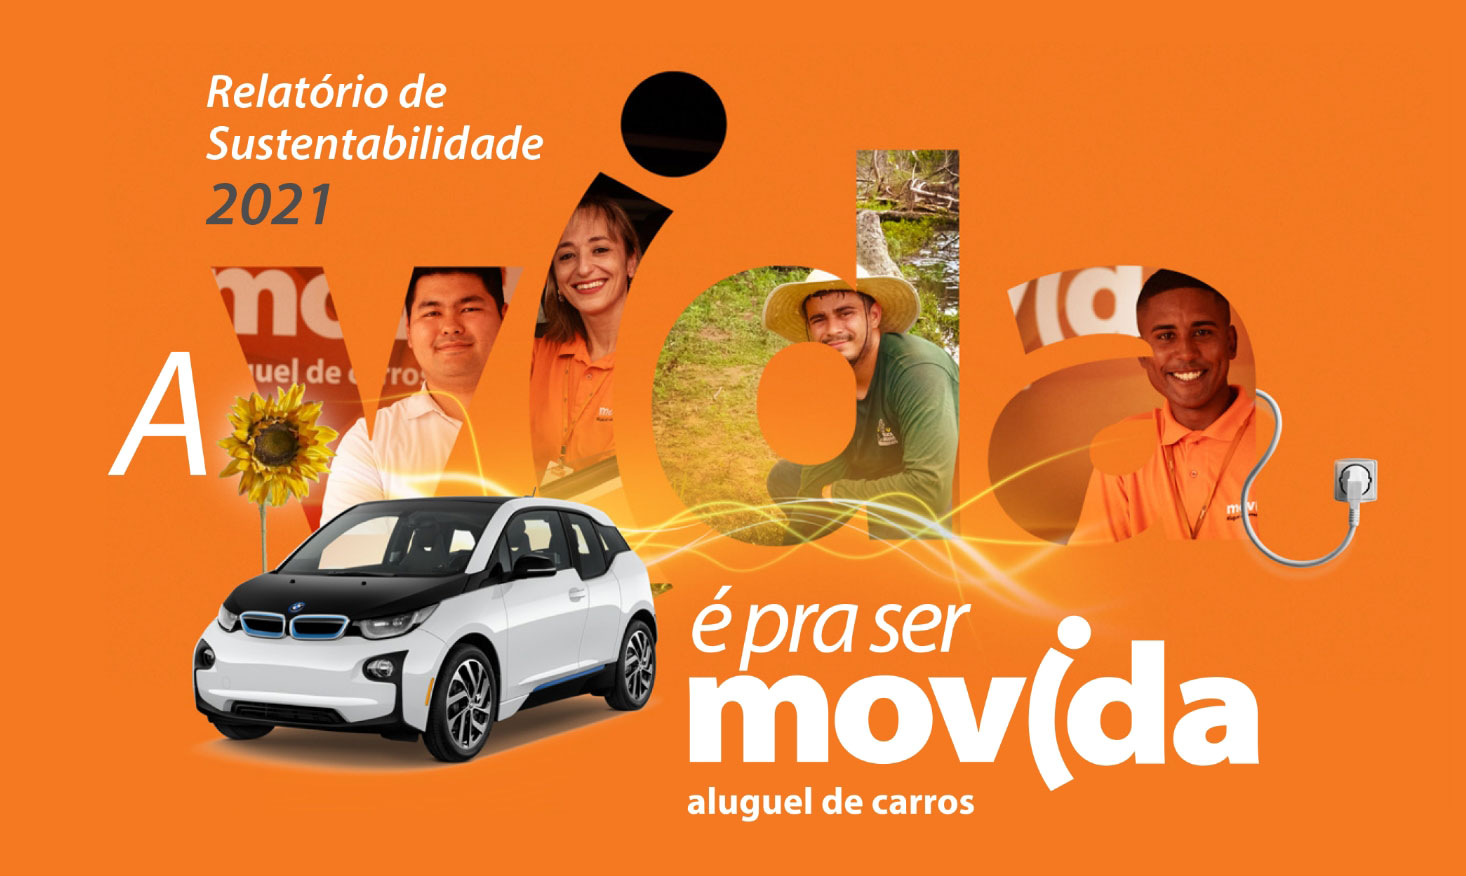 Relatório de
Sustentabilidade
2021
A
vida
é pra ser
movida
aluguel de carros